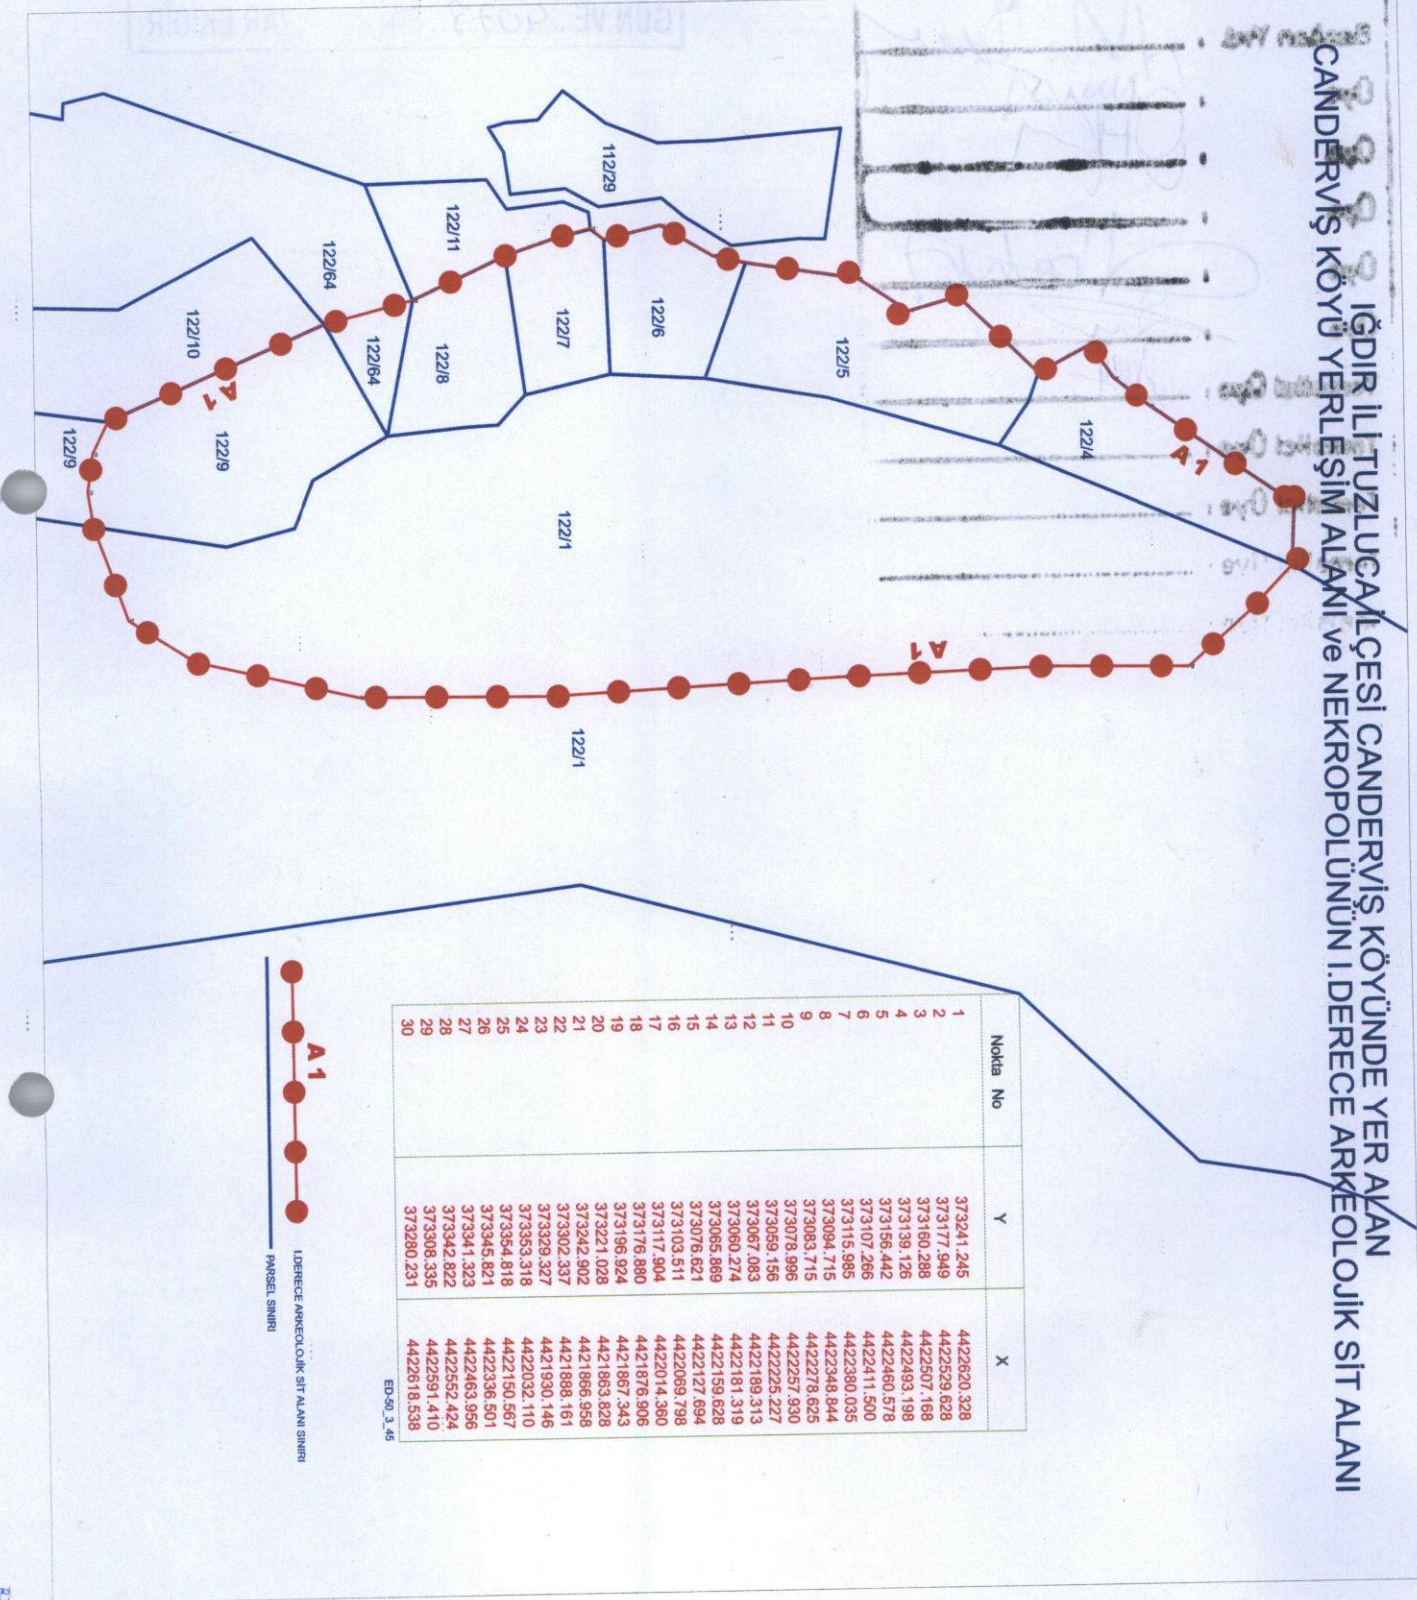 IĞDIR İLİ TUZLUCA İLÇESİ CANDERVİŞ KÖYÜNDE YER ALAN
CANDERVİŞ KÖYÜ YERLEŞİM ALANI ve NEKROPOLÜNÜN I.DERECE ARKEOLOJİK SİT ALANI
A1
122/4
122/5
112/29
122/6
122/7
122/11
122/8
122/64
122/64
122/10
A1
122/9
122/9
122/1
A1
122/1
Nokta No Y X
1 373241.245 4422620.328
2 373177.949 4422529.628
3 373160.288 4422507.168
4 373139.126 4422493.198
5 373156.442 4422460.578
6 373107.266 4422411.500
7 373115.985 4422380.035
8 373094.715 4422348.844
9 373083.715 4422278.625
10 373078.996 4422257.930
11 373059.156 4422225.227
12 373067.083 4422189.313
13 373060.274 4422181.319
14 373065.869 4422159.628
15 373076.621 4422127.694
16 373103.511 4422069.798
17 373117.904 4422014.360
18 373176.880 4421876.906
19 373196.924 4421867.343
20 373221.028 4421863.828
21 373242.902 4421866.958
22 373302.337 4421888.161
23 373329.327 4421930.146
24 373353.318 4422032.110
25 373354.818 4422150.567
26 373345.821 4422336.501
27 373341.323 4422463.956
28 373342.822 4422552.424
29 373308.335 4422591.410
30 373280.231 4422618.538
ED-50_3_45
A1
I.DERECE ARKEOLOJİK SİT ALANI SINIRI
PARSEL SINIRI